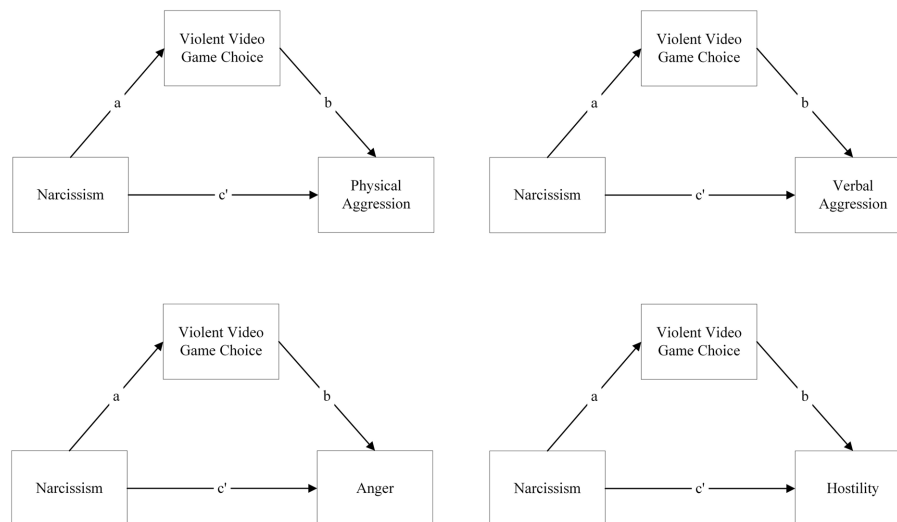 Violent Video
Game Choice
a
b
Narcissism
c'
Physical
Aggression
Violent Video
Game Choice
a
b
Narcissism
c'
Verbal
Aggression
Violent Video
Game Choice
a
b
Narcissism
c'
Anger
Violent Video
Game Choice
a
b
Narcissism
c'
Hostility